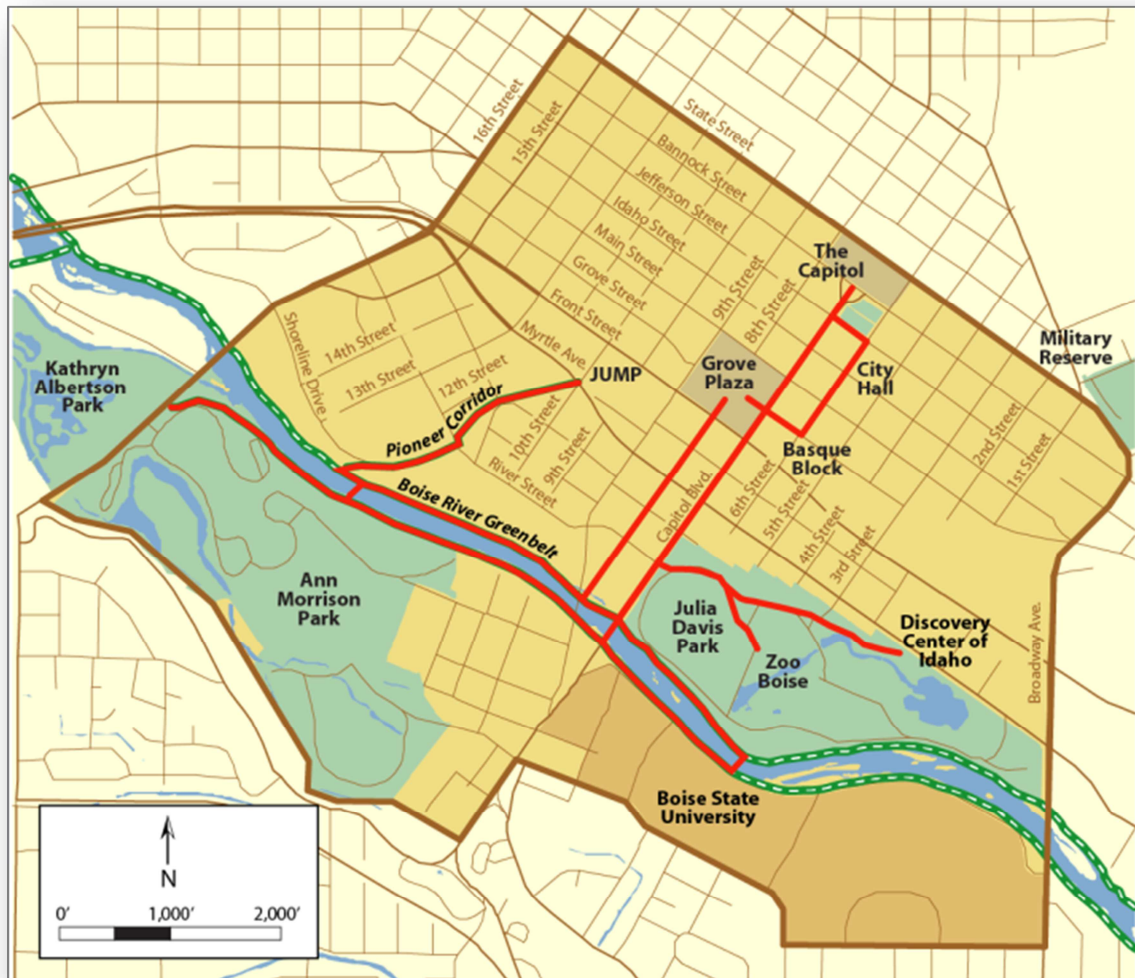 16th Street
15th Street
State Street
Bannock Street
Jefferson Street
Idaho Street
Main Street
Grove Street
Front Street
Myrtle Ave.
9th Street
8th Street
The
Capitol
Military
Reserve
City
Hall
Grove
Plaza
JUMP
Kathryn
Albertson
Park
Shoreline Drive
14th Street
13th Street
12th Street
Pioneer Corridor
10th Street
9th Street
River Street
Boise River Greenbelt
Basque
Block
2nd Street
1st Street
Capitol Blvd.
6th Street
5th Street
4th Street
3rd Street
Ann
Morrison
Park
Julia
Davis
Park
Zoo
Boise
Discovery
Center of
Idaho
Broadway Ave.
Boise State
University
N
0’ 1,000’ 2,000’